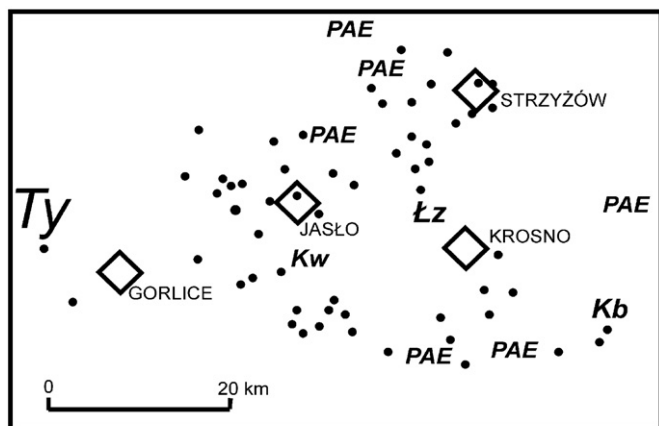 PAE
PAE
STRZYŻÓW
PAE
Ty
Łz
PAE
JASŁO
KROSNO
Kw
GORLICE
Kb
PAE
PAE
0
20 km